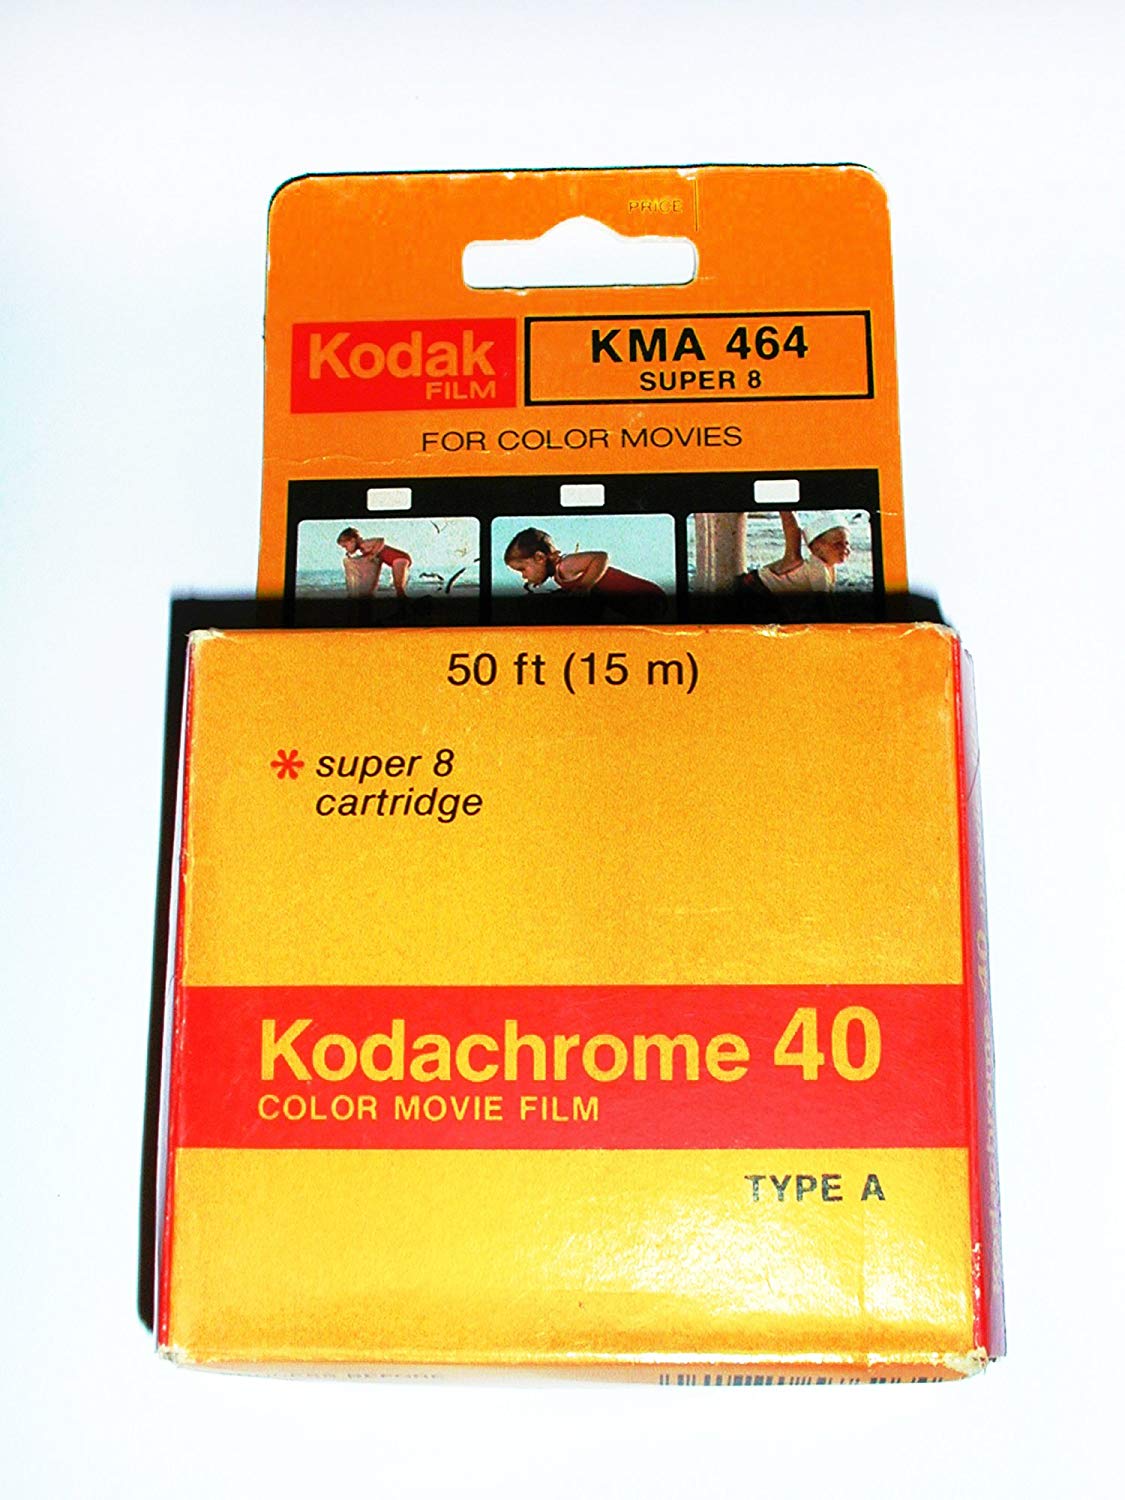 PRICE
Kodak
FILM
KMA 464
SUPER 8
FOR COLOR MOVIES
50 ft (15 m)
* super 8
cartridge
Kodachrome 40
COLOR MOVIE FILM
TYPE A